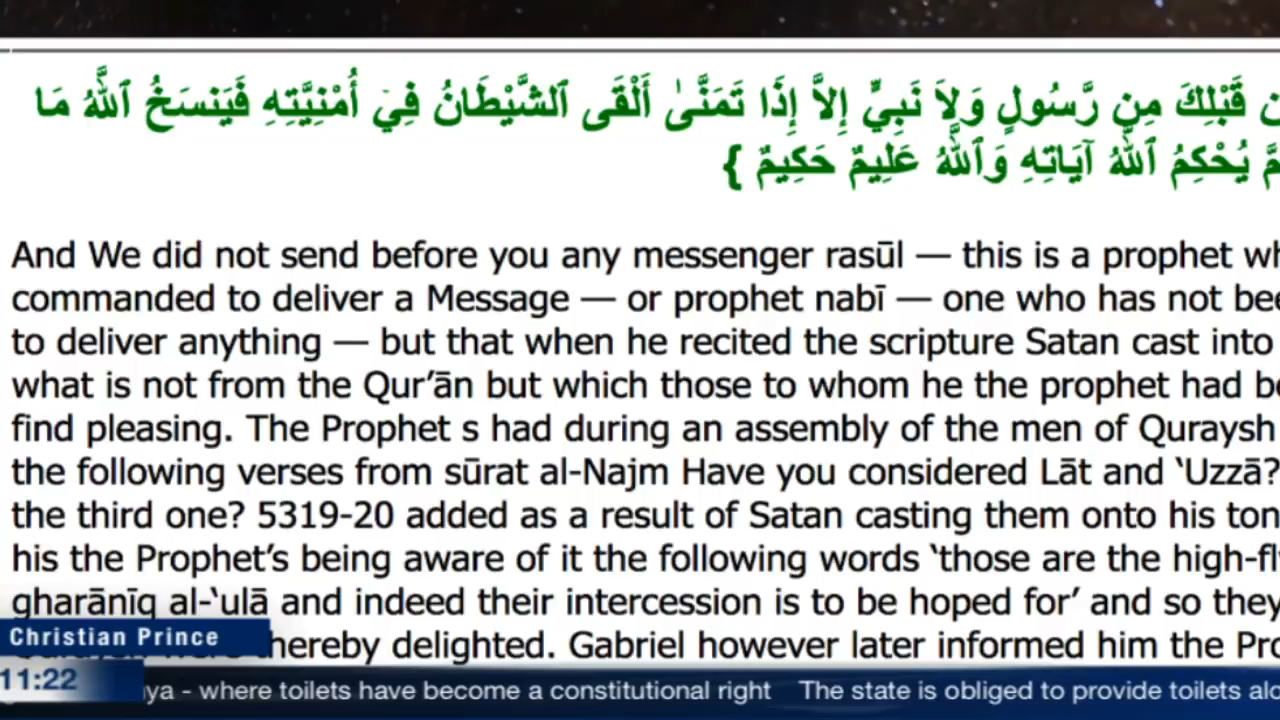 قَبْلِكَ مِن رَّسُولٍ وَلاَ نَبِيٍّ إِلاَّ إِذَا تَمَنَّىٰ أَلْقَى ٱلشَّيْطَانُ فِيۤ أُمْنِيَّتِهِ فَيَنسَخُ ٱللَّهُ مَا
يُحْكِمُ ٱللَّهُ آيَاتِهِ وَٱللَّهُ عَلِيمٌ حَكِيمٌ }
And We did not send before you any messenger rasūl — this is a prophet wh
commanded to deliver a Message — or prophet nabī — one who has not bee
to deliver anything — but that when he recited the scripture Satan cast into
what is not from the Qur’ān but which those to whom he the prophet had be
find pleasing. The Prophet s had during an assembly of the men of Quraysh
the following verses from sūrat al-Najm Have you considered Lāt and ‘Uzzā?
the third one? 5319-20 added as a result of Satan casting them onto his ton
his the Prophet’s being aware of it the following words ‘those are the high-fl
gharānīq al-‘ulā and indeed their intercession is to be hoped for’ and so they
hereby delighted. Gabriel however later informed him the Pro
Christian Prince
11:22
ya - where toilets have become a constitutional right The state is obliged to provide toilets alo